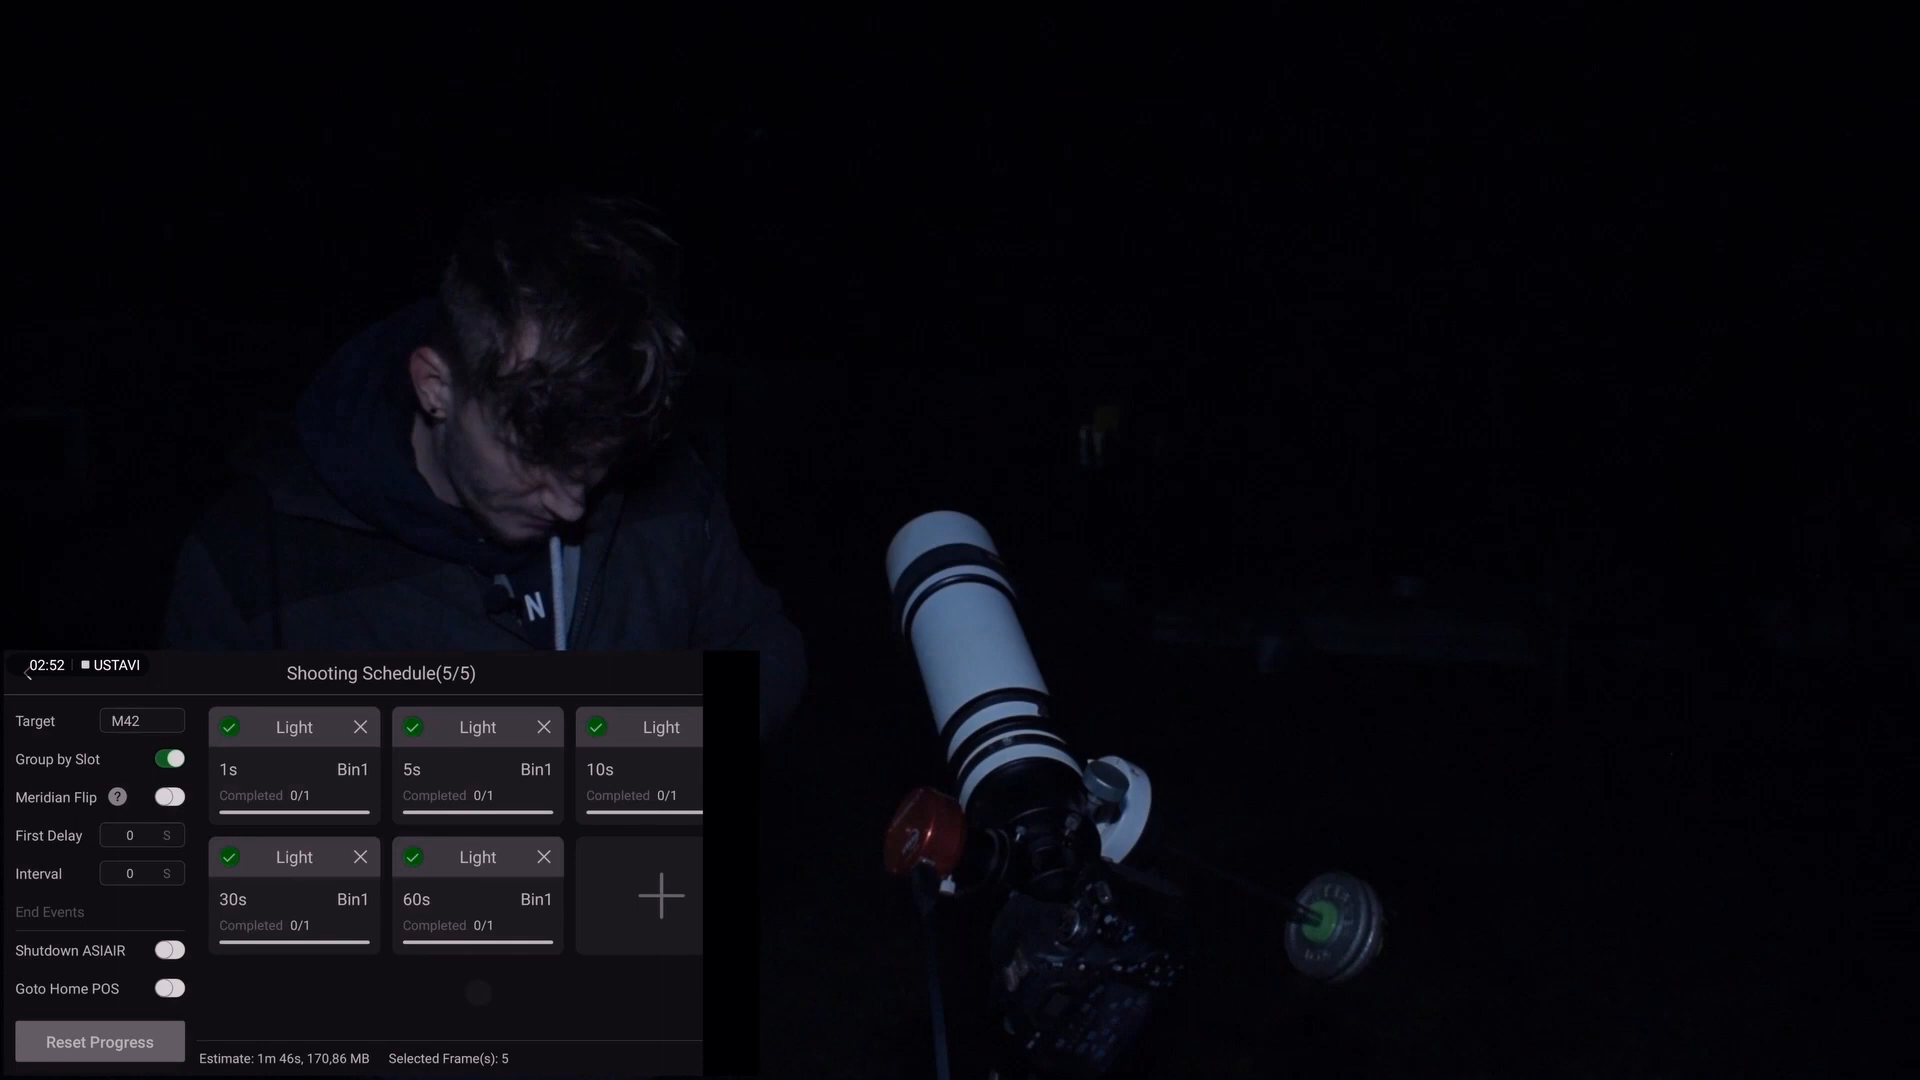 N
02:52 USTAVI
Shooting Schedule(5/5)
Target M42
Group by Slot
Meridian Flip ?
First Delay 0 S
Interval 0 S
End Events
Shutdown ASIAIR
Goto Home POS
Reset Progress
Light
1s Bin1
Completed 0/1
Light
5s Bin1
Completed 0/1
Light
10s
Completed 0/1
Light
30s Bin1
Completed 0/1
Light
60s Bin1
Completed 0/1
Estimate: 1m 46s, 170,86 MB Selected Frame(s): 5